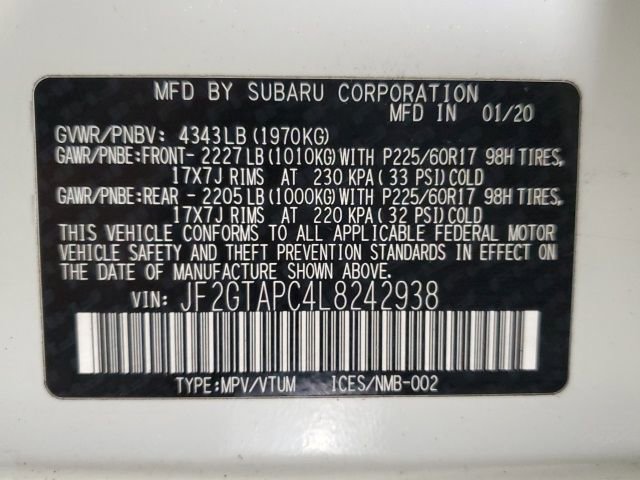 MFD BY SUBARU CORPORATION
MFD IN 01/20
GVWR/PNBV: 4343LB(1970KG)
GAWR/PNBE:FRONT- 2227LB(1010KG)WITH P225/60R17 98H TIRES,
17X7J RIMS AT 230 KPA( 33 PSI)COLD
GAWR/PNBE:REAR - 2205LB(1000KG)WITH P225/60R17 98H TIRES,
17X7J RIMS AT 220 KPA( 32 PSI)COLD
THIS VEHICLE CONFORMS TO ALL APPLICABLE FEDERAL MOTOR
VEHICLE SAFETY AND THEFT PREVENTION STANDARDS IN EFFECT ON
THE DATE OF MANUFACTURE SHOWN ABOVE.
VIN: JF2GTAPC4L8242938
TYPE:MPV/VTUM ICES/NMB-002